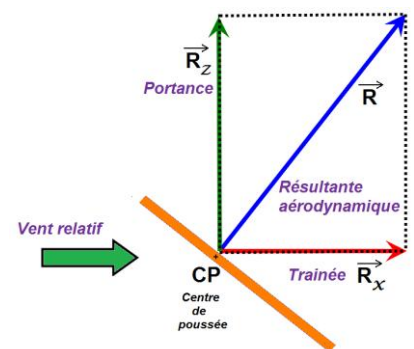 R_z
Portance
R
Résultante
aérodynamique
Vent relatif
CP
Centre
de
poussée
Trainée
R_x